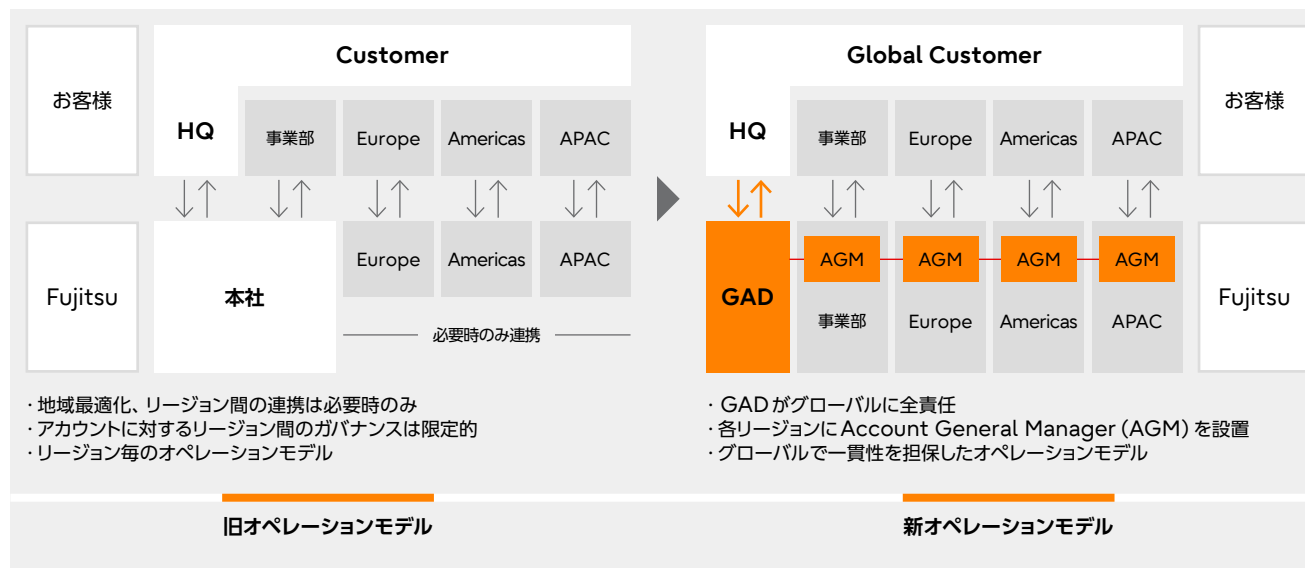 お客様
Customer
HQ
事業部
Europe
Americas
APAC
Fujitsu
本社
Europe
Americas
APAC
必要時のみ連携
・地域最適化、リージョン間の連携は必要時のみ
・アカウントに対するリージョン間のガバナンスは限定的
・リージョン毎のオペレーションモデル
旧オペレーションモデル
Global Customer
お客様
HQ
事業部
Europe
Americas
APAC
GAD
AGM
AGM
AGM
AGM
事業部
Europe
Americas
APAC
Fujitsu
・GADがグローバルに全責任
・各リージョンにAccount General Manager (AGM) を設置
・グローバルで一貫性を担保したオペレーションモデル
新オペレーションモデル